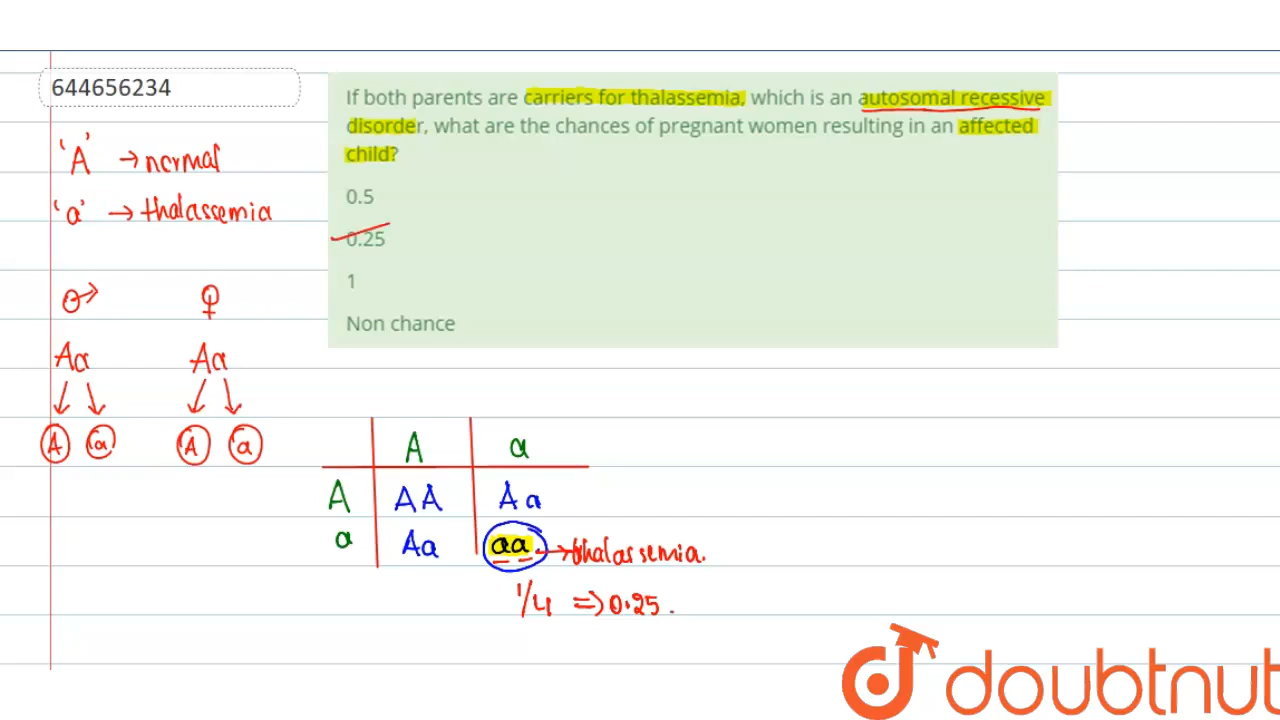 644656234
If both parents are carriers for thalassemia, which is an autosomal recessive
disorder, what are the chances of pregnant women resulting in an affected
child?
0.5
0.25
1
Non chance
'A' → normal
'a' → thalassemia
♂ ♀
Aa Aa
A a A a
A a
A AA Aa
a Aa aa → thalassemia.
1/4 => 0.25.
doubtnut